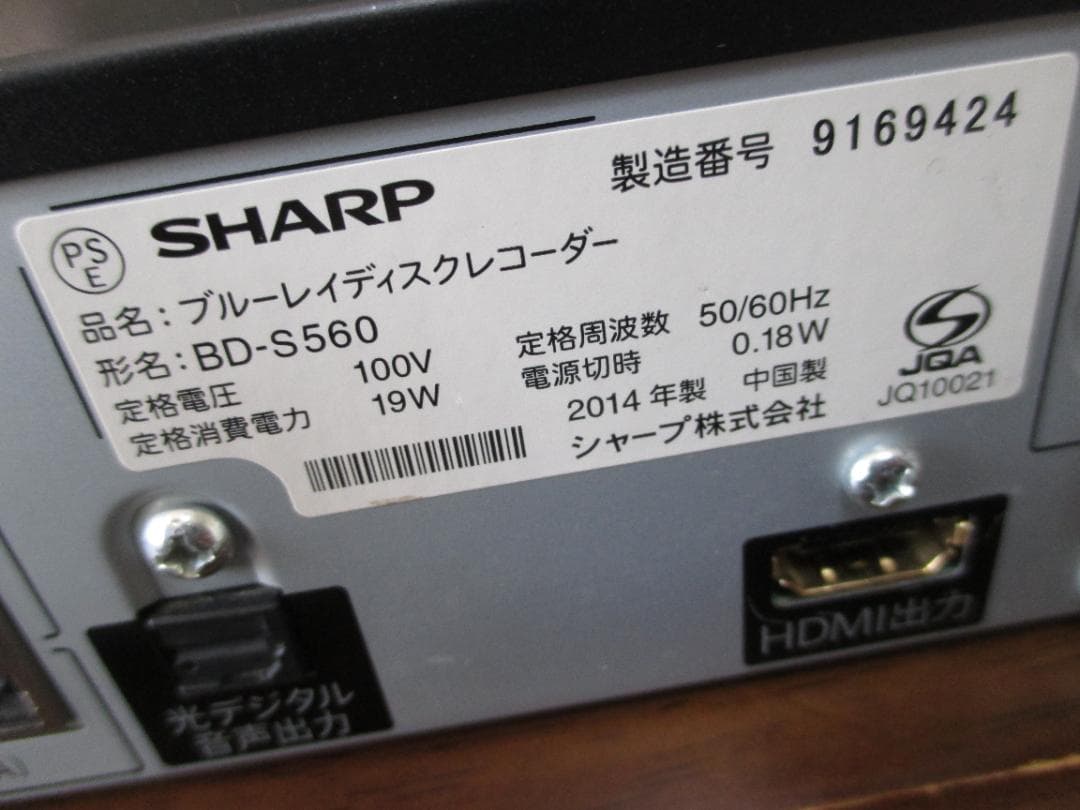 PS
E
SHARP
製造番号 9169424
品名：ブルーレイディスクレコーダー
形名：BD-S560
定格電圧 100V
定格消費電力 19W
定格周波数 50/60Hz
電源切時 0.18W
2014 年製 中国製
シャープ株式会社
JQA
JQ10021
光デジタル
音声出力
HDMI出力